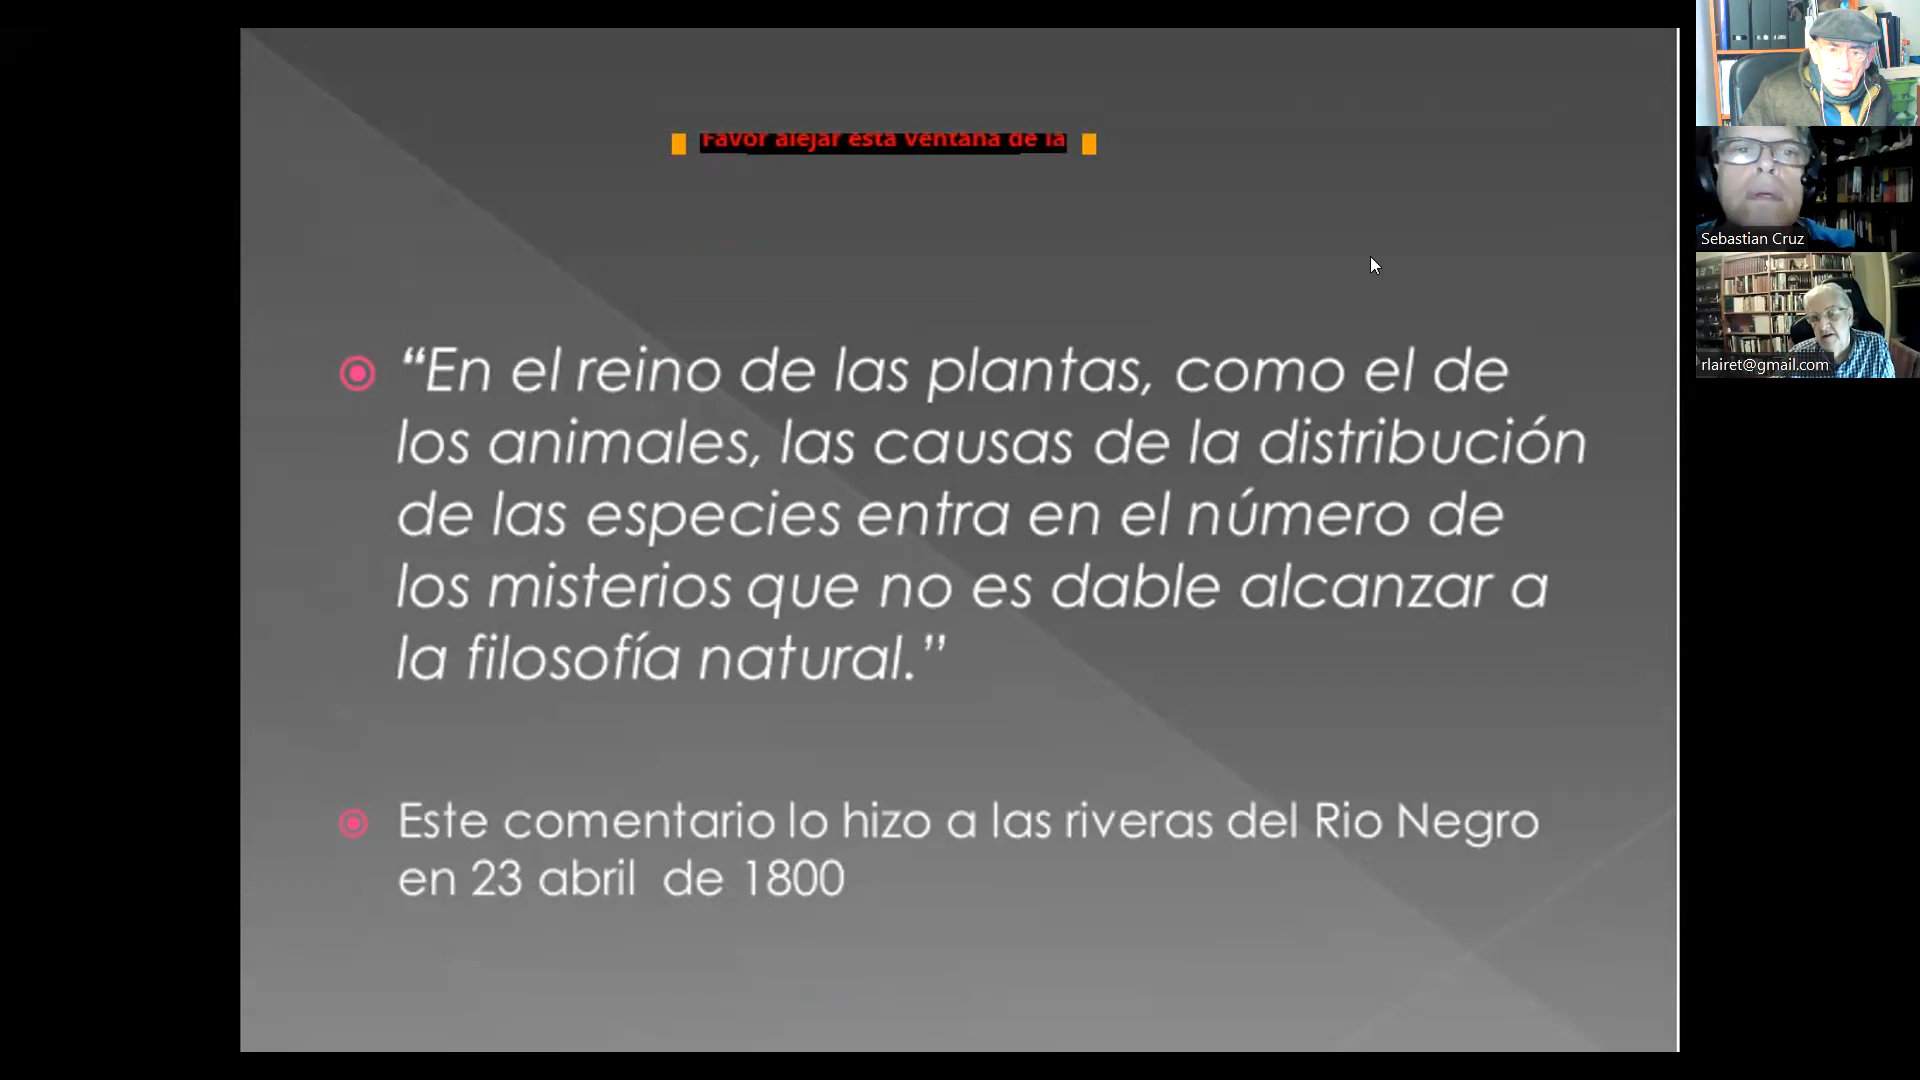 Favor alejar esta ventana de la
“En el reino de las plantas, como el de
los animales, las causas de la distribución
de las especies entra en el número de
los misterios que no es dable alcanzar a
la filosofía natural.”
Este comentario lo hizo a las riveras del Rio Negro
en 23 abril de 1800
Sebastian Cruz
rlairet@gmail.com